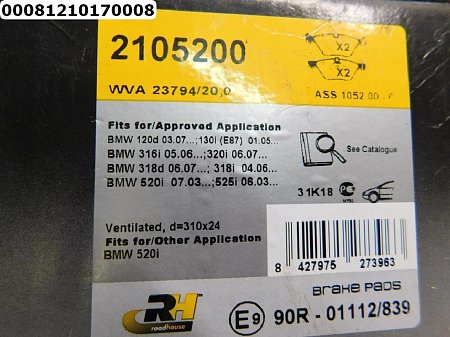 00081210170008
2105200
X2
X2
WVA 23794/20,0
ASS 1052 00
Fits for/Approved Application
BMW 120d 03.07...;130i (E87) 01.05...
BMW 316i 05.06...;320i 06.07...
BMW 318d 06.07...; 318i 04.06...
BMW 520i 07.03...;525i 06.03...
See Catalogue
31K18
Ventilated, d=310x24
Fits for/Other Application
BMW 520i
8 427975 273963
BRAKE PADS
RH
roadhouse
E9 90R - 01112/839